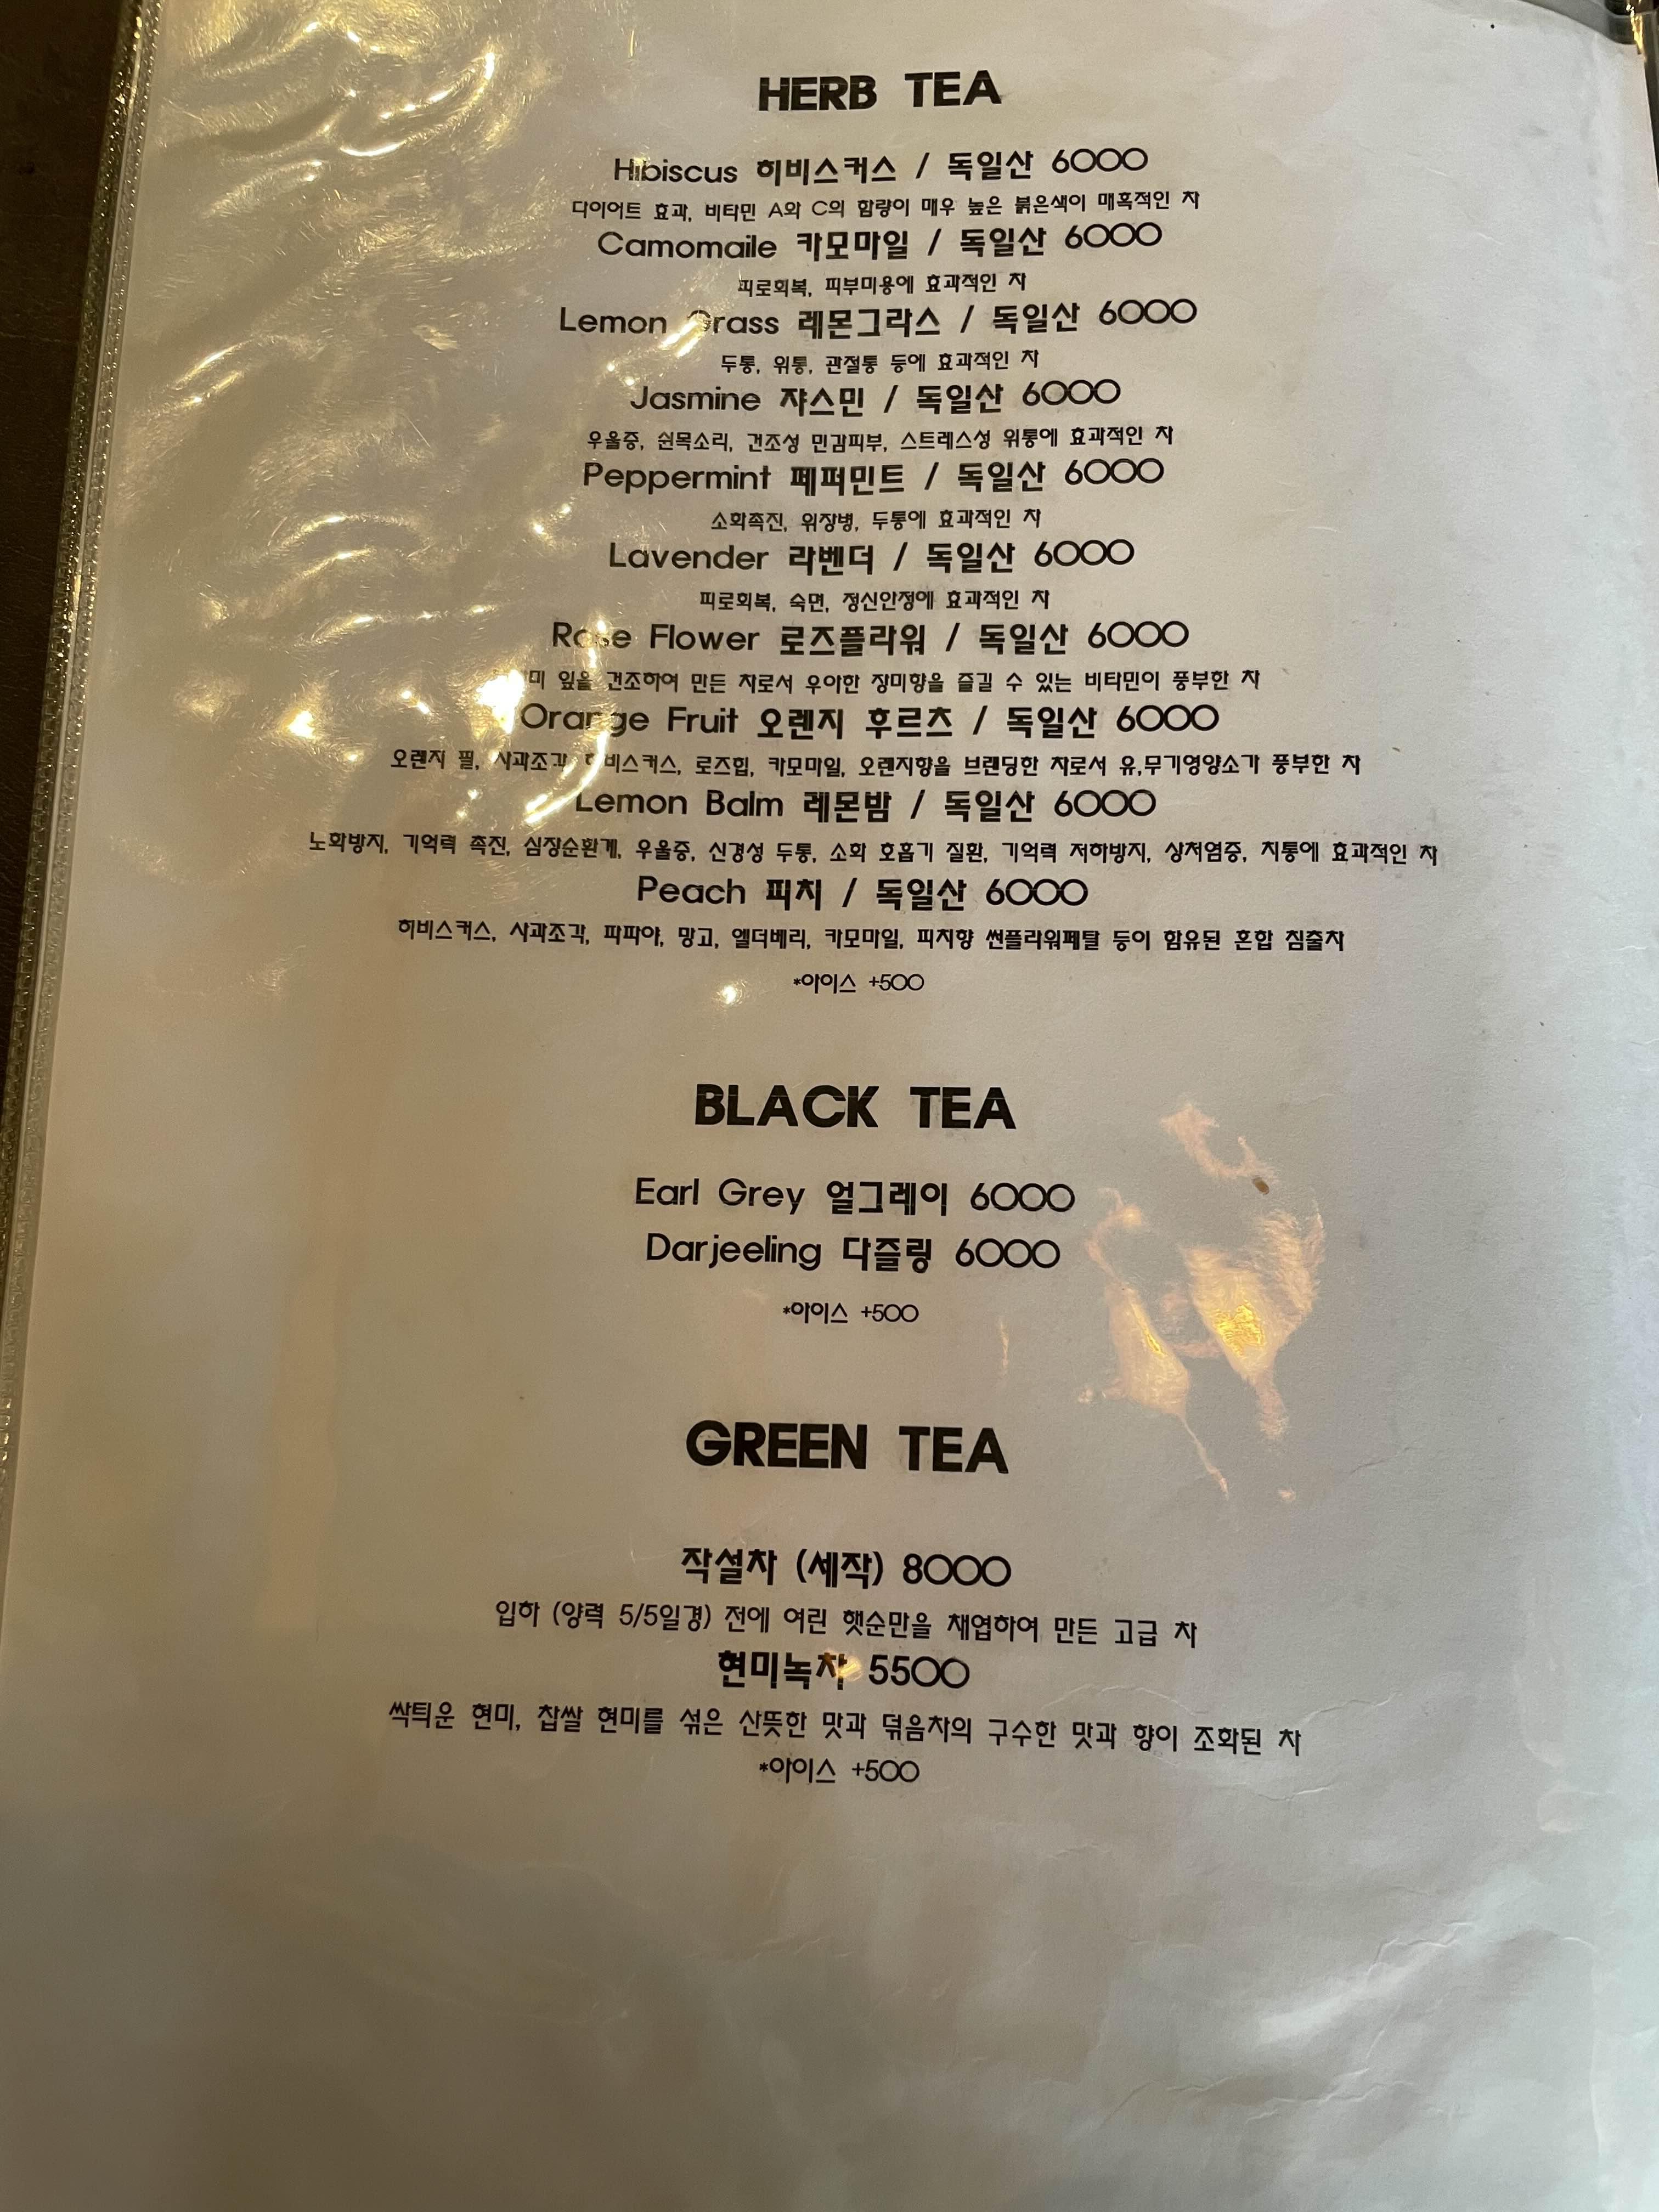 HERB TEA
Hibiscus 히비스커스 / 독일산 6000
다이어트 효과, 비타민 A와 C의 함량이 매우 높은 붉은색이 매혹적인 차
Camomaile 카모마일 / 독일산 6000
피로회복, 피부미용에 효과적인 차
Lemon Grass 레몬그라스 / 독일산 6000
두통, 위통, 관절통 등에 효과적인 차
Jasmine 쟈스민 / 독일산 6000
우울증, 쉰목소리, 건조성 민감피부, 스트레스성 위통에 효과적인 차
Peppermint 페퍼민트 / 독일산 6000
소화촉진, 위장병, 두통에 효과적인 차
Lavender 라벤더 / 독일산 6000
피로회복, 숙면, 정신안정에 효과적인 차
Rose Flower 로즈플라워 / 독일산 6000
잎을 건조하여 만든 차로서 우아한 장미향을 즐길 수 있는 비타민이 풍부한 차
Orange Fruit 오렌지 후르츠 / 독일산 6000
오렌지 필, 사과조각, 히비스커스, 로즈힙, 카모마일, 오렌지향을 브랜딩한 차로서 유,무기영양소가 풍부한 차
Lemon Balm 레몬밤 / 독일산 6000
노화방지, 기억력 촉진, 심장순환계, 우울증, 신경성 두통, 소화 호흡기 질환, 기억력 저하방지, 상처염증, 치통에 효과적인 차
Peach 피치 / 독일산 6000
히비스커스, 사과조각, 파파야, 망고, 엘더베리, 카모마일, 피치향 썬플라워페탈 등이 함유된 혼합 침출차
*아이스 +500
BLACK TEA
Earl Grey 얼그레이 6000
Darjeeling 다즐링 6000
*아이스 +500
GREEN TEA
작설차 (세작) 8000
입하 (양력 5/5일경) 전에 여린 햇순만을 채엽하여 만든 고급 차
현미녹차 5500
싹틔운 현미, 찹쌀 현미를 섞은 산뜻한 맛과 덖음차의 구수한 맛과 향이 조화된 차
*아이스 +500